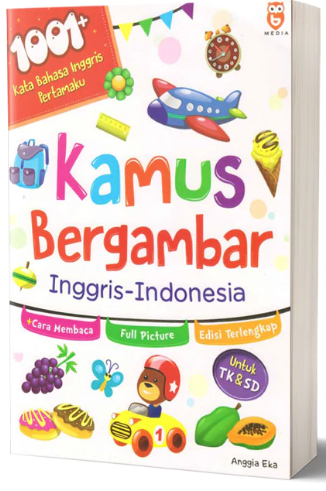 1001+
Kata Bahasa Inggris
Pertamaku
B
MEDIA
Kamus
Bergambar
Inggris-Indonesia
+Cara Membaca
Full Picture
Edisi Terlengkap
Untuk
TK & SD
1
Anggia Eka